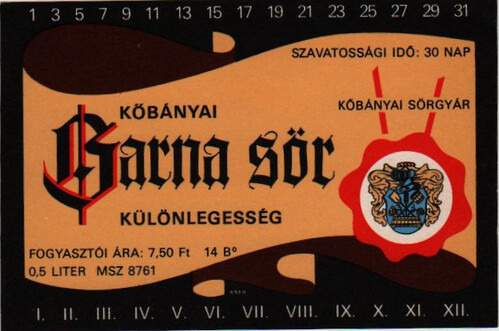 1 3 5 7 9 11 13 15 17 19 21 23 25 27 29 31
SZAVATOSSÁGI IDŐ: 30 NAP
KŐBÁNYAI
KŐBÁNYAI SÖRGYÁR
Barna sör
KÜLÖNLEGESSÉG
FOGYASZTÓI ÁRA: 7,50 Ft 14 B°
0,5 LITER MSZ 8761
I. II. III. IV. V. VI. VII. VIII. IX. X. XI. XII.